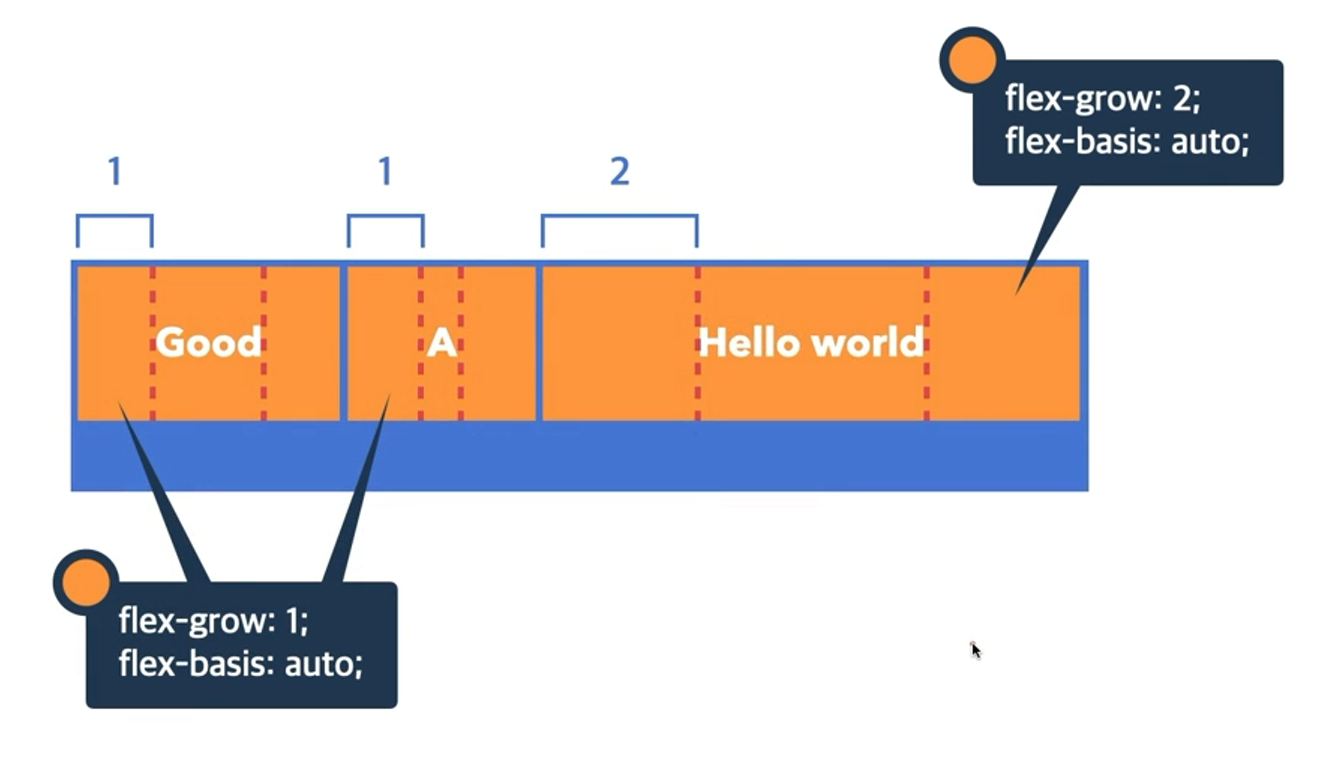 flex-grow: 2;
flex-basis: auto;
1
1
2
Good
A
Hello world
flex-grow: 1;
flex-basis: auto;